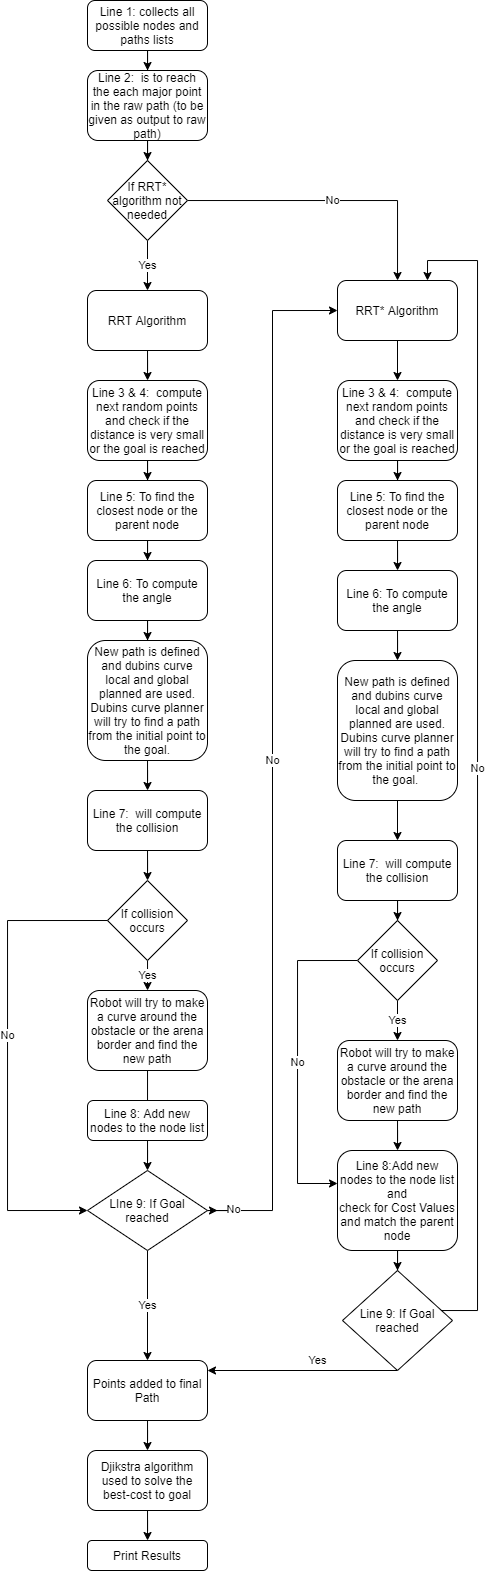 Line 1: collects all
possible nodes and
paths lists
Line 2:  is to reach
the each major point
in the raw path (to be
given as output to raw
path)
If RRT*
algorithm not
needed
No
Yes
RRT Algorithm
Line 3 & 4:  compute
next random points
and check if the
distance is very small
or the goal is reached
Line 5: To find the
closest node or the
parent node
Line 6: To compute
the angle
New path is defined
and dubins curve
local and global
planned are used.
Dubins curve planner
will try to find a path
from the initial point to
the goal.
Line 7:  will compute
the collision
If collision
occurs
Yes
No
Robot will try to make
a curve around the
obstacle or the arena
border and find the
new path
Line 8: Add new
nodes to the node list
LIne 9: If Goal
reached
No
No
Yes
RRT* Algorithm
Line 3 & 4:  compute
next random points
and check if the
distance is very small
or the goal is reached
Line 5: To find the
closest node or the
parent node
Line 6: To compute
the angle
New path is defined
and dubins curve
local and global
planned are used.
Dubins curve planner
will try to find a path
from the initial point to
the goal.
No
Line 7:  will compute
the collision
If collision
occurs
Yes
No
Robot will try to make
a curve around the
obstacle or the arena
border and find the
new path
Line 8:Add new
nodes to the node list
and
check for Cost Values
and match the parent
node
Line 9: If Goal
reached
Yes
Points added to final
Path
Djikstra algorithm
used to solve the
best-cost to goal
Print Results